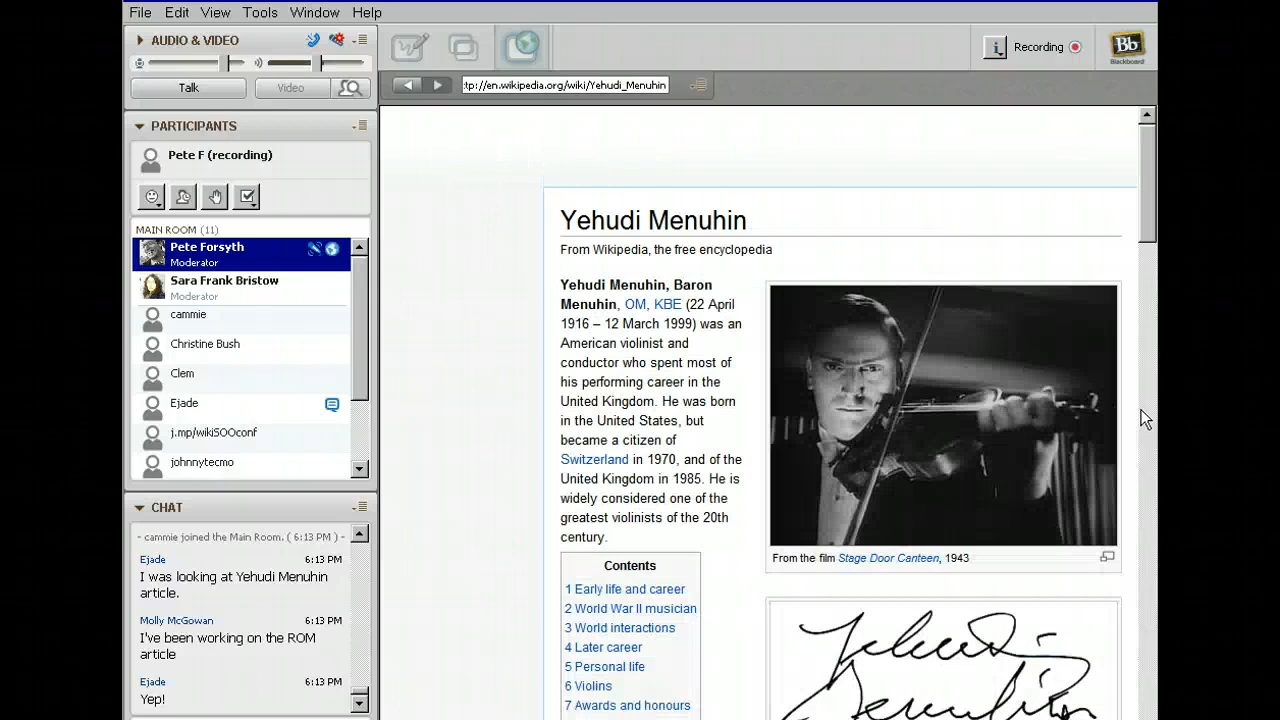 File Edit View Tools Window Help
AUDIO & VIDEO
Talk
Video
PARTICIPANTS
Pete F (recording)
MAIN ROOM (11)
Pete Forsyth
Moderator
Sara Frank Bristow
Moderator
cammie
Christine Bush
Clem
Ejade
j.mp/wikiSOOconf
johnnytecmo
CHAT
- cammie joined the Main Room. ( 6:13 PM ) -
Ejade 6:13 PM
I was looking at Yehudi Menuhin
article.
Molly McGowan 6:13 PM
I've been working on the ROM
article
Ejade 6:13 PM
Yep!
i Recording
Bb
Blackboard
:tp://en.wikipedia.org/wiki/Yehudi_Menuhin
Yehudi Menuhin
From Wikipedia, the free encyclopedia
Yehudi Menuhin, Baron
Menuhin, OM, KBE (22 April
1916 – 12 March 1999) was an
American violinist and
conductor who spent most of
his performing career in the
United Kingdom. He was born
in the United States, but
became a citizen of
Switzerland in 1970, and of the
United Kingdom in 1985. He is
widely considered one of the
greatest violinists of the 20th
century.
From the film Stage Door Canteen, 1943
Contents
1 Early life and career
2 World War II musician
3 World interactions
4 Later career
5 Personal life
6 Violins
7 Awards and honours
Yehudi
Menuhin